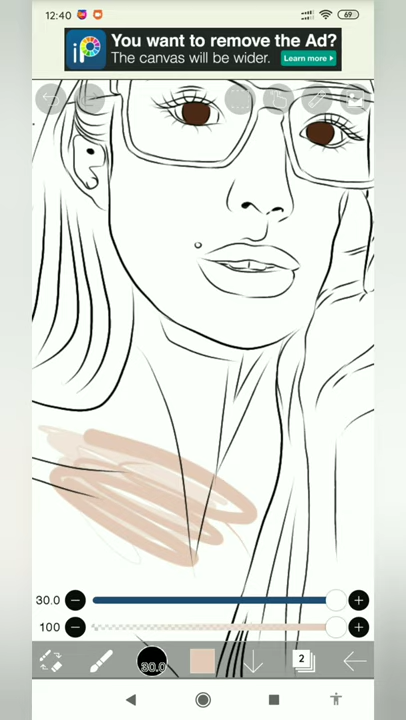 12:40
69
iP
You want to remove the Ad?
The canvas will be wider.
Learn more
30.0
100
30.0
2